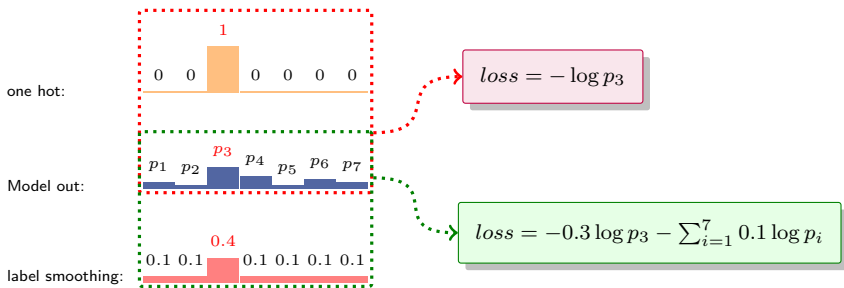 1
0 0 0 0 0 0
one hot:
loss = − log p₃
p₁ p₂ p₃ p₄ p₅ p₆ p₇
Model out:
0.4
0.1 0.1 0.1 0.1 0.1 0.1
label smoothing:
loss = −0.3 log p₃ − ∑⁷ᵢ₌₁ 0.1 log pᵢ